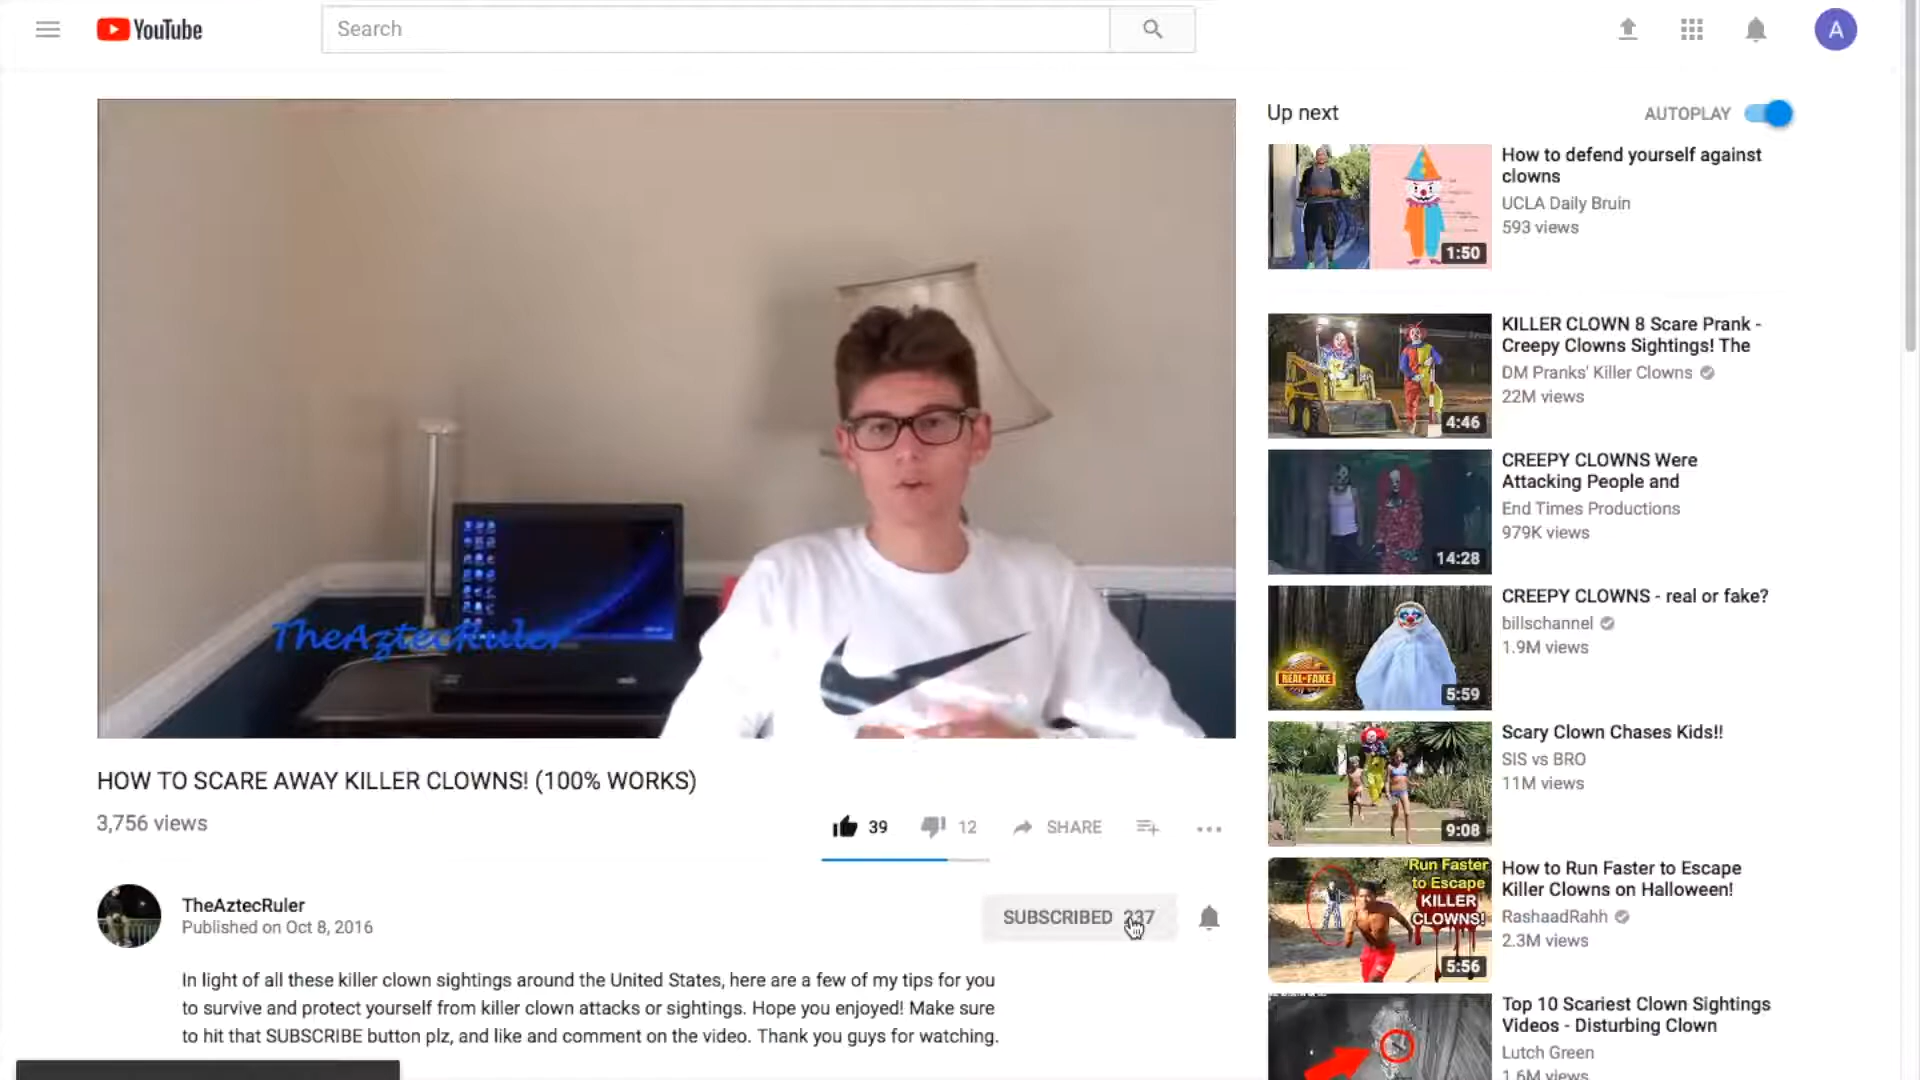 YouTube
Search
A
TheAztecRuler
HOW TO SCARE AWAY KILLER CLOWNS! (100% WORKS)
3,756 views
39
12
SHARE
TheAztecRuler
Published on Oct 8, 2016
SUBSCRIBED 237
In light of all these killer clown sightings around the United States, here are a few of my tips for you
to survive and protect yourself from killer clown attacks or sightings. Hope you enjoyed! Make sure
to hit that SUBSCRIBE button plz, and like and comment on the video. Thank you guys for watching.
Up next
AUTOPLAY
1:50
How to defend yourself against
clowns
UCLA Daily Bruin
593 views
4:46
KILLER CLOWN 8 Scare Prank -
Creepy Clowns Sightings! The
DM Pranks' Killer Clowns
22M views
14:28
CREEPY CLOWNS Were
Attacking People and
End Times Productions
979K views
REAL-FAKE
5:59
CREEPY CLOWNS - real or fake?
billschannel
1.9M views
9:08
Scary Clown Chases Kids!!
SIS vs BRO
11M views
Run Faster
to Escape
KILLER
CLOWNS!
5:56
How to Run Faster to Escape
Killer Clowns on Halloween!
RashaadRahh
2.3M views
Top 10 Scariest Clown Sightings
Videos - Disturbing Clown
Lutch Green
1.6M views